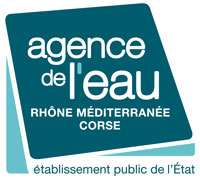 agence
de l'eau
RHÔNE MÉDITERRANÉE
CORSE
établissement public de l'État